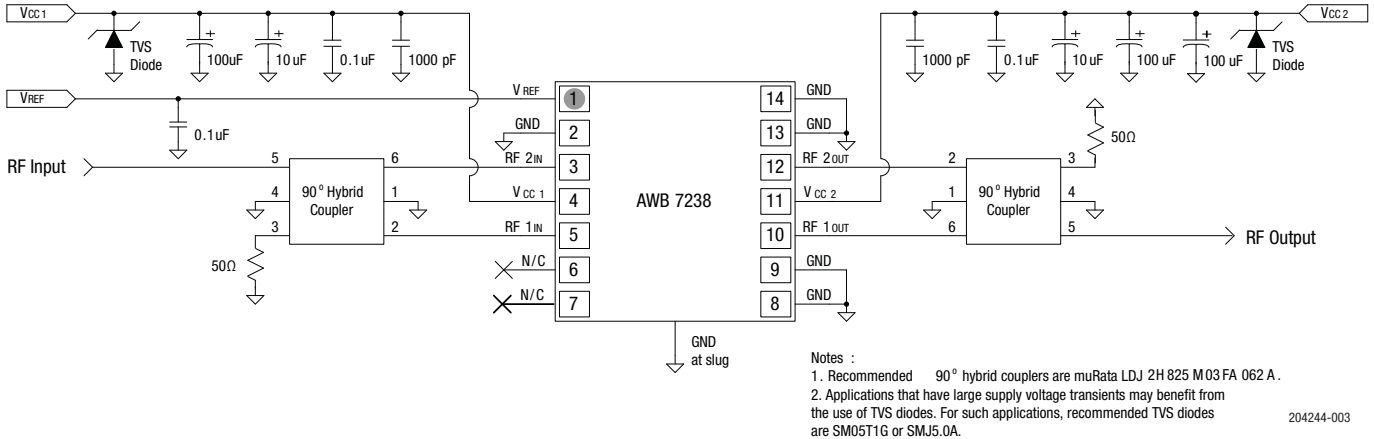 VCC1
VCC2
TVS
Diode
+
100uF
+
10uF
0.1uF
1000 pF
1000 pF
0.1uF
+
10uF
+
100 uF
+
100 uF
TVS
Diode
VREF
VREF
1
14
GND
0.1uF
GND
2
13
GND
50Ω
RF Input
5
6
RF 2IN
3
12
RF 2OUT
2
3
4
90° Hybrid
Coupler
1
VCC 1
4
AWB 7238
11
VCC 2
1
90° Hybrid
Coupler
4
3
2
RF 1IN
5
10
RF 1OUT
6
5
RF Output
50Ω
N/C
6
9
GND
N/C
7
8
GND
GND
at slug
Notes :
1. Recommended 90° hybrid couplers are muRata LDJ 2H 825 M 03 FA 062 A.
2. Applications that have large supply voltage transients may benefit from
the use of TVS diodes. For such applications, recommended TVS diodes
are SM05T1G or SMJ5.0A.
204244-003